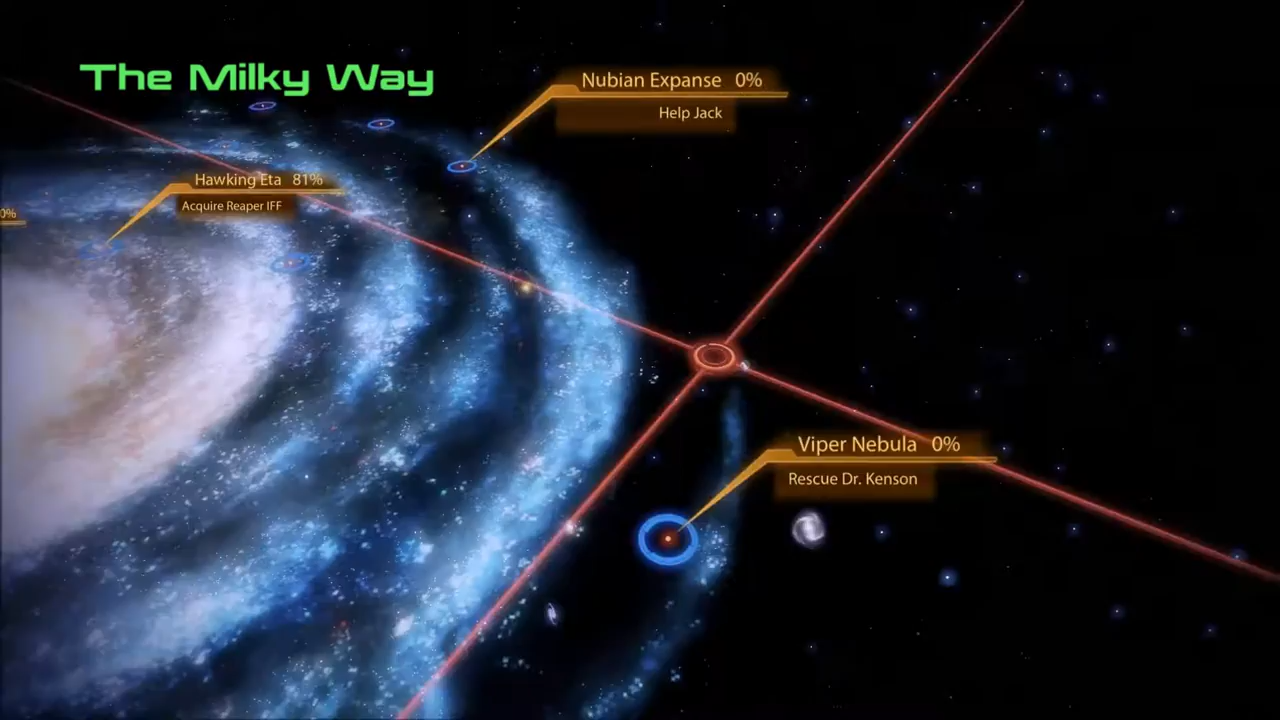 The Milky Way
Nubian Expanse 0%
Help Jack
Hawking Eta 81%
Acquire Reaper IFF
0%
Viper Nebula 0%
Rescue Dr. Kenson